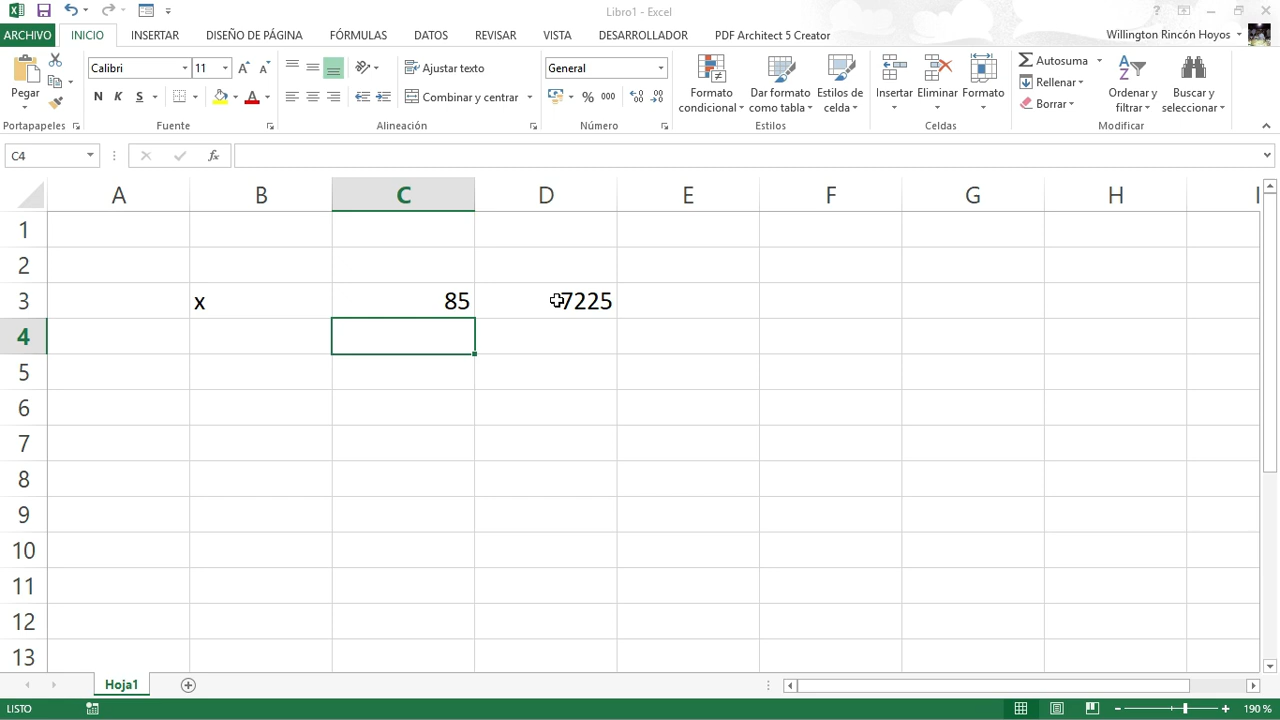 Libro1 - Excel
ARCHIVO INICIO INSERTAR DISEÑO DE PÁGINA FÓRMULAS DATOS REVISAR VISTA DESARROLLADOR PDF Architect 5 Creator Willington Rincón Hoyos
Pegar
Calibri 11
N K S
Ajustar texto
Combinar y centrar
General
% 000
Formato condicional
Dar formato como tabla
Estilos de celda
Insertar
Eliminar
Formato
Autosuma
Rellenar
Borrar
Ordenar y filtrar
Buscar y seleccionar
Portapapeles Fuente Alineación Número Estilos Celdas Modificar
C4 fx
A B C D E F G H I
1
2
3 x 85 7225
4
5
6
7
8
9
10
11
12
13
Hoja1
LISTO 190 %